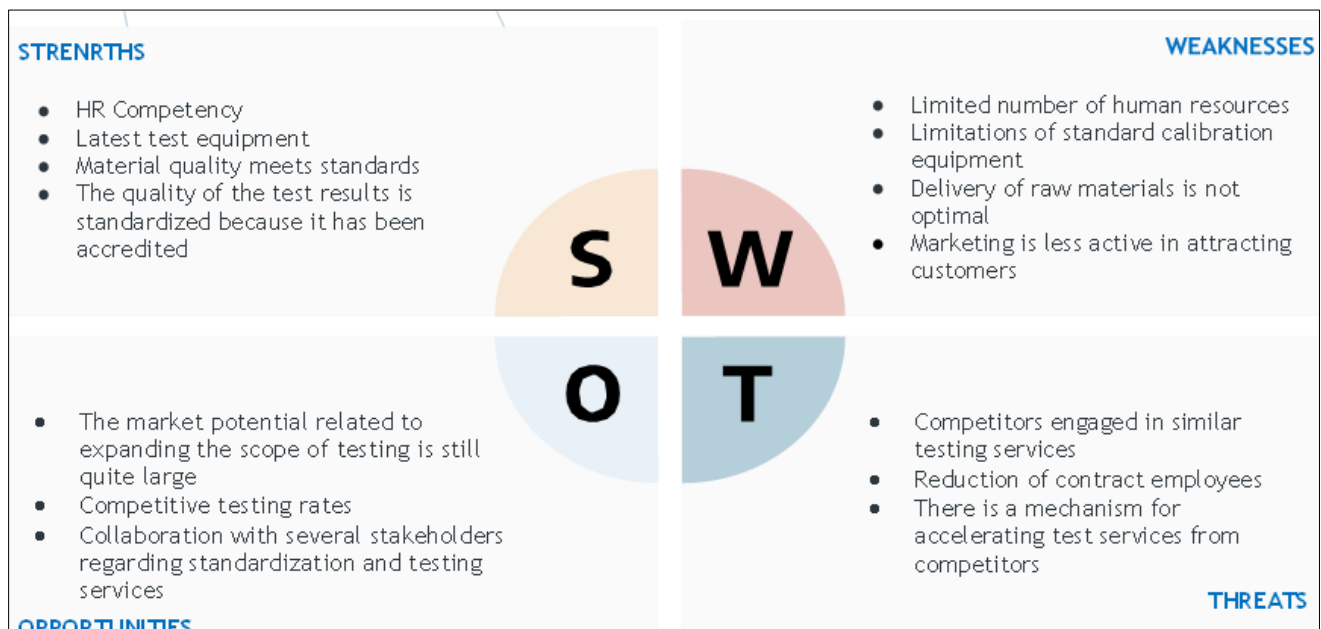 STRENRTHS
● HR Competency
● Latest test equipment
● Material quality meets standards
● The quality of the test results is
standardized because it has been
accredited
WEAKNESSES
● Limited number of human resources
● Limitations of standard calibration
equipment
● Delivery of raw materials is not
optimal
● Marketing is less active in attracting
customers
S
W
O
T
● The market potential related to
expanding the scope of testing is still
quite large
● Competitive testing rates
● Collaboration with several stakeholders
regarding standardization and testing
services
OPPORTUNITIES
● Competitors engaged in similar
testing services
● Reduction of contract employees
● There is a mechanism for
accelerating test services from
competitors
THREATS